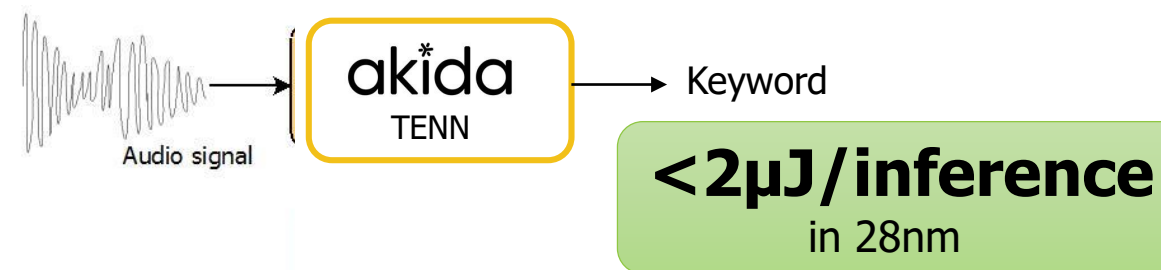 Audio signal
akida
TENN
Keyword
<2µJ/inference
in 28nm